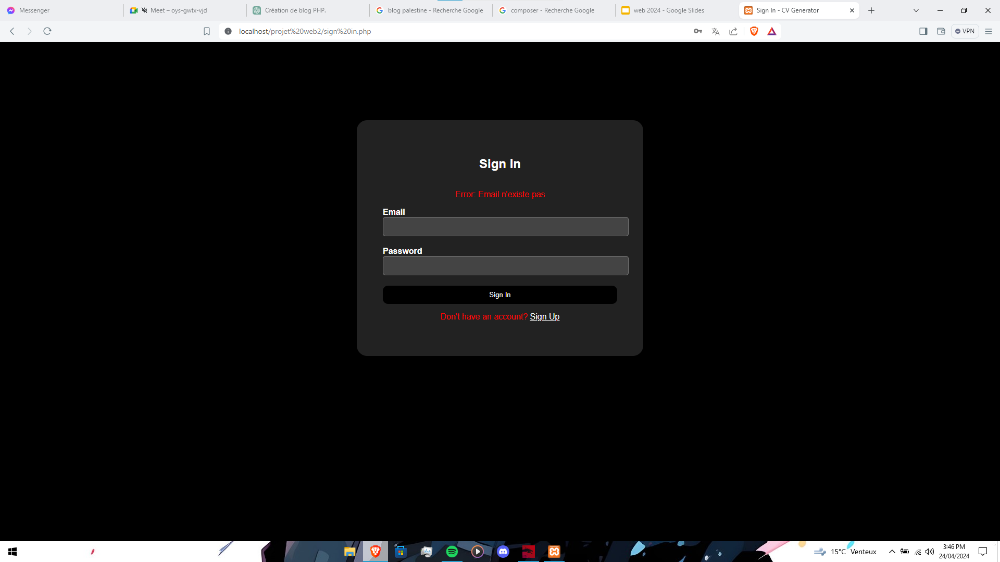 Messenger
Meet – oys-gwtx-vjd
Création de blog PHP.
blog palestine - Recherche Google
composer - Recherche Google
web 2024 - Google Slides
Sign In - CV Generator
localhost/projet%20web2/sign%20in.php
VPN
Sign In
Error: Email n'existe pas
Email
Password
Sign In
Don't have an account? Sign Up
15°C Venteux
3:46 PM
24/04/2024